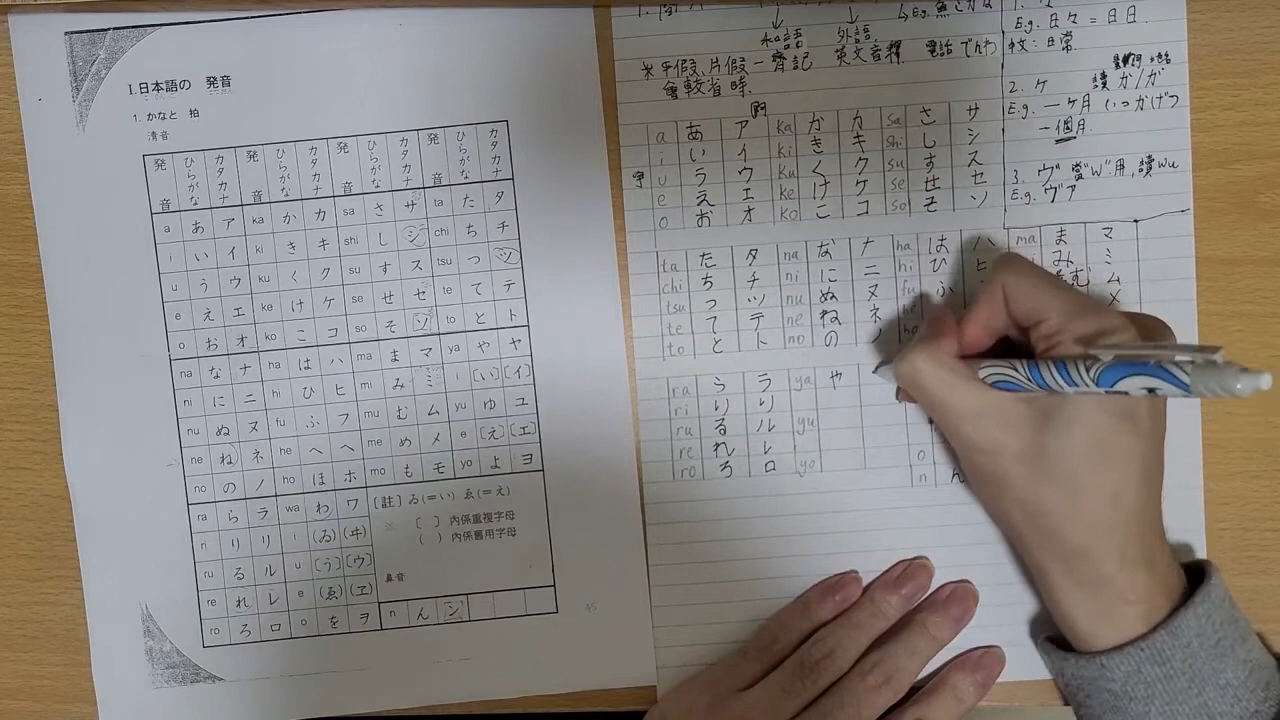 I.日本語の 発音
1. かなと 拍
清音
発音 ひらがな カタカナ 発音 ひらがな カタカナ 発音 ひらがな カタカナ 発音 ひらがな カタカナ
a あ ア ka か カ sa さ サ ta た タ
i い イ ki き キ shi し シ chi ち チ
u う ウ ku く ク su す ス tsu つ ツ
e え エ ke け ケ se せ セ te て テ
o お オ ko こ コ so そ ソ to と ト
na な ナ ha は ハ ma ま マ ya や ヤ
ni に ニ hi ひ ヒ mi み ミ i [い] [イ]
nu ぬ ヌ fu ふ フ mu む ム yu ゆ ユ
ne ね ネ he へ ヘ me め メ e [え] [エ]
no の ノ ho ほ ホ mo も モ yo よ ヨ
ra ら ラ wa わ ワ [註] ゐ(=い) ゑ(=え)
ri り リ i (ゐ) (ヰ) [ ] 内係重複字母
ru る ル u [う] [ウ] ( ) 内係舊用字母
re れ レ e (ゑ) (ヱ) 鼻音
ro ろ ロ o を ヲ n ん ン
45
外語
※平假、片假一齊記 英文音釋 電話 でんわ
會較省時.
阿
a あ ア ka か カ sa さ サ
i い イ ki き キ shi し シ
u う ウ ku く ク su す ス
e え エ ke け ケ se せ セ
o お オ ko こ コ so そ ソ
ta た タ na な ナ ha は ハ ma ま マ
chi ち チ ni に ニ hi ひ ヒ み ミ
tsu つ ツ nu ぬ ヌ fu ふ む ム
te て テ ne ね ネ he メ
to と ト no の ノ
ra ら ラ ya や
ri り リ
ru る ル yu
re れ レ
ro ろ ロ yo
o
n ん
E.g. 日々 = 日日.
中文: 日常.
2. ケ 讀 か/が
E.g. 一ヶ月 いっかげつ
一個月.
3. ヴ 當"W"用, 讀wu
E.g. ヴァ